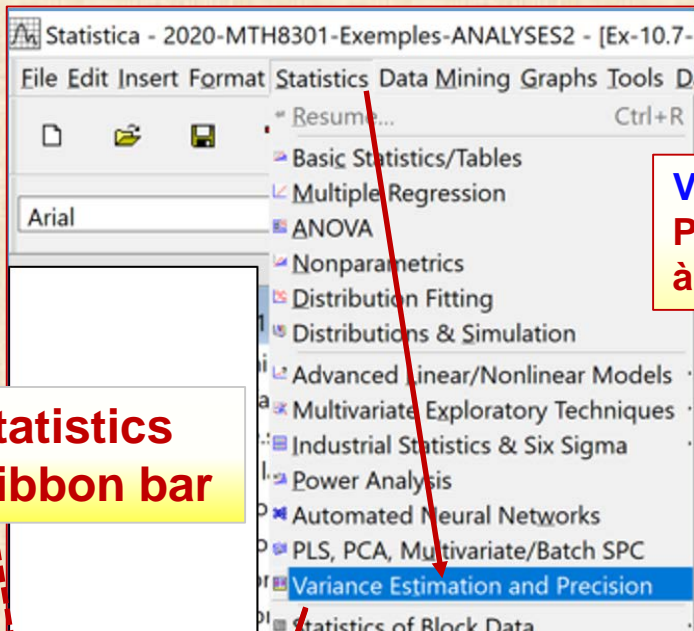 Statistica - 2020-MTH8301-Exemples-ANALYSES2 - [Ex-10.7-
File Edit Insert Format Statistics Data Mining Graphs Tools D
Resume... Ctrl+R
Basic Statistics/Tables
Multiple Regression
Arial
ANOVA
Nonparametrics
Distribution Fitting
Distributions & Simulation
Advanced Linear/Nonlinear Models
Multivariate Exploratory Techniques
tatistics
Industrial Statistics & Six Sigma
ibbon bar
Power Analysis
Automated Neural Networks
PLS, PCA, Multivariate/Batch SPC
Variance Estimation and Precision
Statistics of Block Data
V
P
à